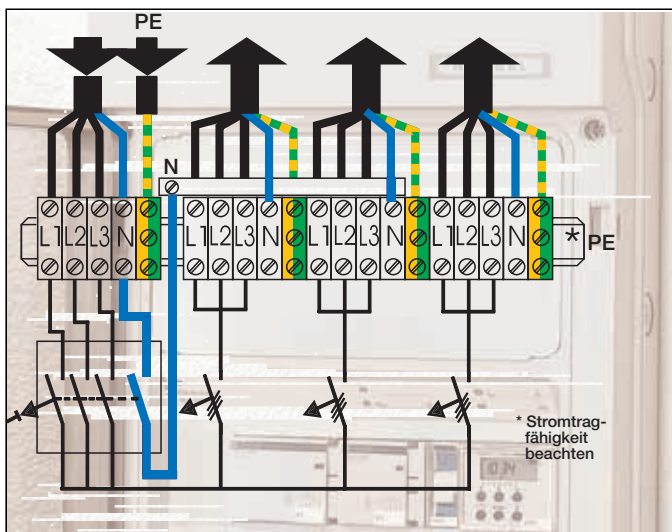 PE
N
L1 L2 L3 N L1 L2 L3 N L1 L2 L3 N L1 L2 L3 N * PE
* Stromtrag-
fähigkeit
beachten